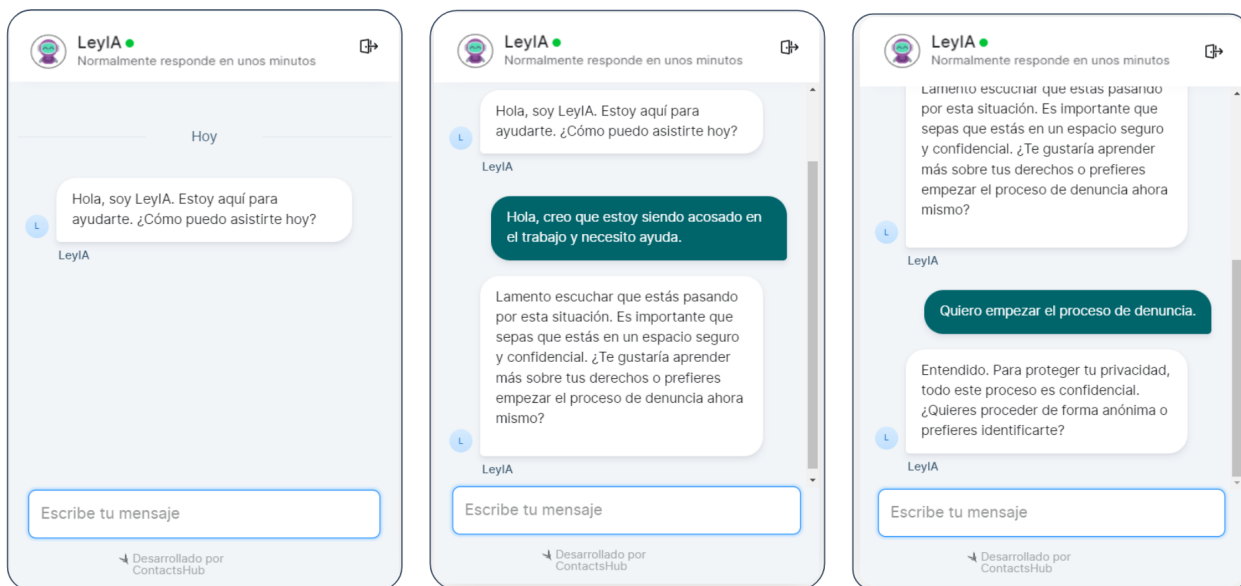 LeyIA
Normalmente responde en unos minutos
Hoy
Hola, soy LeyIA. Estoy aquí para
ayudarte. ¿Cómo puedo asistirte hoy?
L
LeyIA
Escribe tu mensaje
Desarrollado por
ContactsHub
LeyIA
Normalmente responde en unos minutos
Hola, soy LeyIA. Estoy aquí para
ayudarte. ¿Cómo puedo asistirte hoy?
L
LeyIA
Hola, creo que estoy siendo acosado en
el trabajo y necesito ayuda.
Lamento escuchar que estás pasando
por esta situación. Es importante que
sepas que estás en un espacio seguro
y confidencial. ¿Te gustaría aprender
más sobre tus derechos o prefieres
empezar el proceso de denuncia ahora
mismo?
L
LeyIA
Escribe tu mensaje
Desarrollado por
ContactsHub
LeyIA
Normalmente responde en unos minutos
Lamento escuchar que estás pasando
por esta situación. Es importante que
sepas que estás en un espacio seguro
y confidencial. ¿Te gustaría aprender
más sobre tus derechos o prefieres
empezar el proceso de denuncia ahora
mismo?
L
LeyIA
Quiero empezar el proceso de denuncia.
Entendido. Para proteger tu privacidad,
todo este proceso es confidencial.
¿Quieres proceder de forma anónima o
prefieres identificarte?
L
LeyIA
Escribe tu mensaje
Desarrollado por
ContactsHub